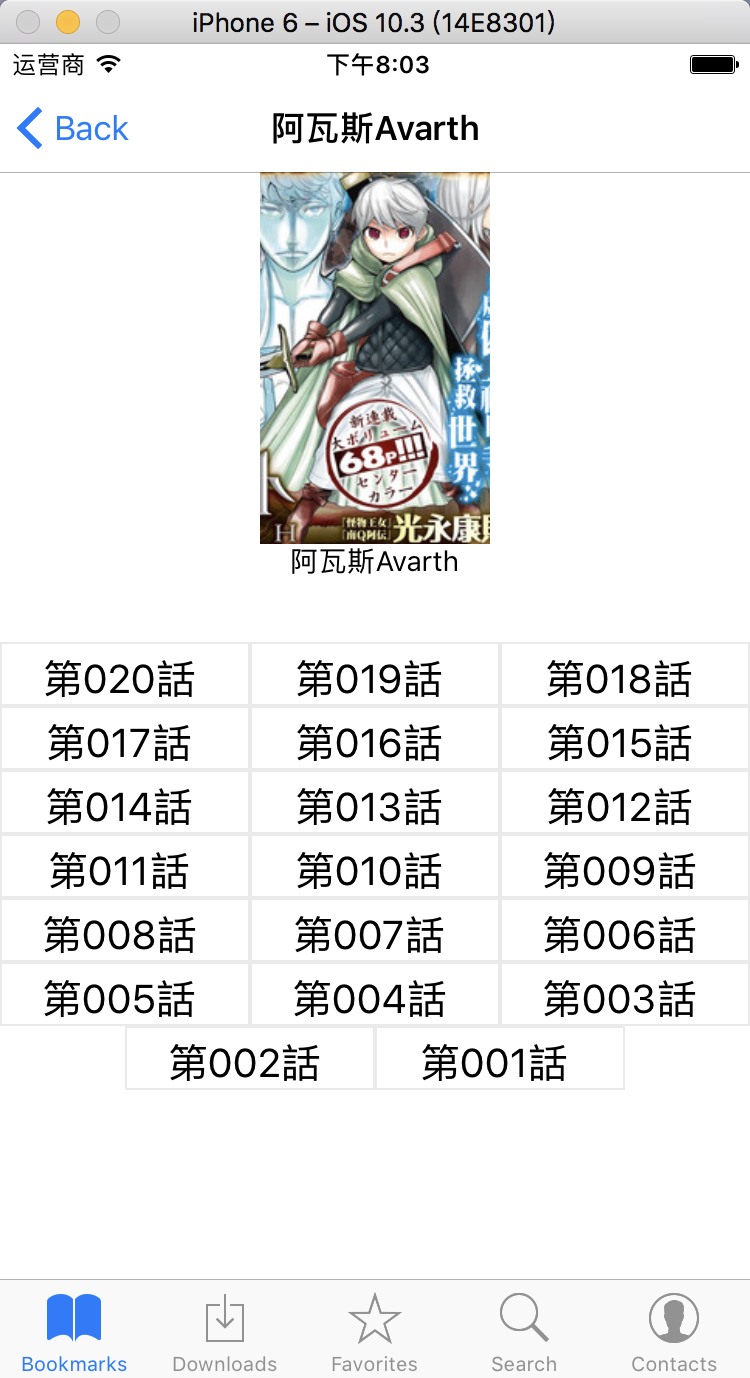 iPhone 6 – iOS 10.3 (14E8301)
运营商 下午8:03
Back 阿瓦斯Avarth
拯救
世界
新連載
大ボリューム
68P!!!
センター
カラー
H
「怪物王女」
「南Q阿伝」
光永康則
阿瓦斯Avarth
第020話 第019話 第018話
第017話 第016話 第015話
第014話 第013話 第012話
第011話 第010話 第009話
第008話 第007話 第006話
第005話 第004話 第003話
第002話 第001話
Bookmarks Downloads Favorites Search Contacts